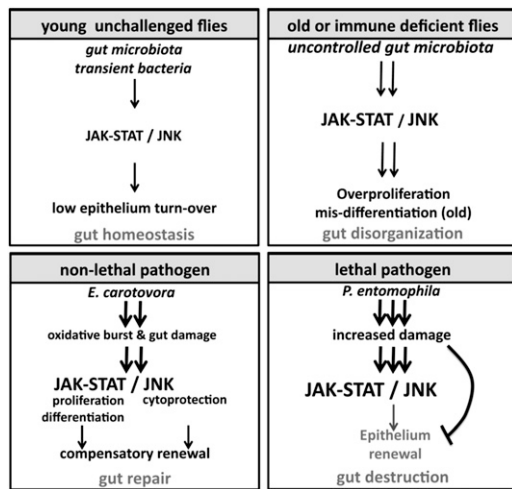 young unchallenged flies
gut microbiota
transient bacteria
JAK-STAT / JNK
low epithelium turn-over
gut homeostasis
old or immune deficient flies
uncontrolled gut microbiota
JAK-STAT / JNK
Overproliferation
mis-differentiation (old)
gut disorganization
non-lethal pathogen
E. carotovora
oxidative burst & gut damage
JAK-STAT / JNK
proliferation cytoprotection
differentiation
compensatory renewal
gut repair
lethal pathogen
P. entomophila
increased damage
JAK-STAT / JNK
Epithelium
renewal
gut destruction